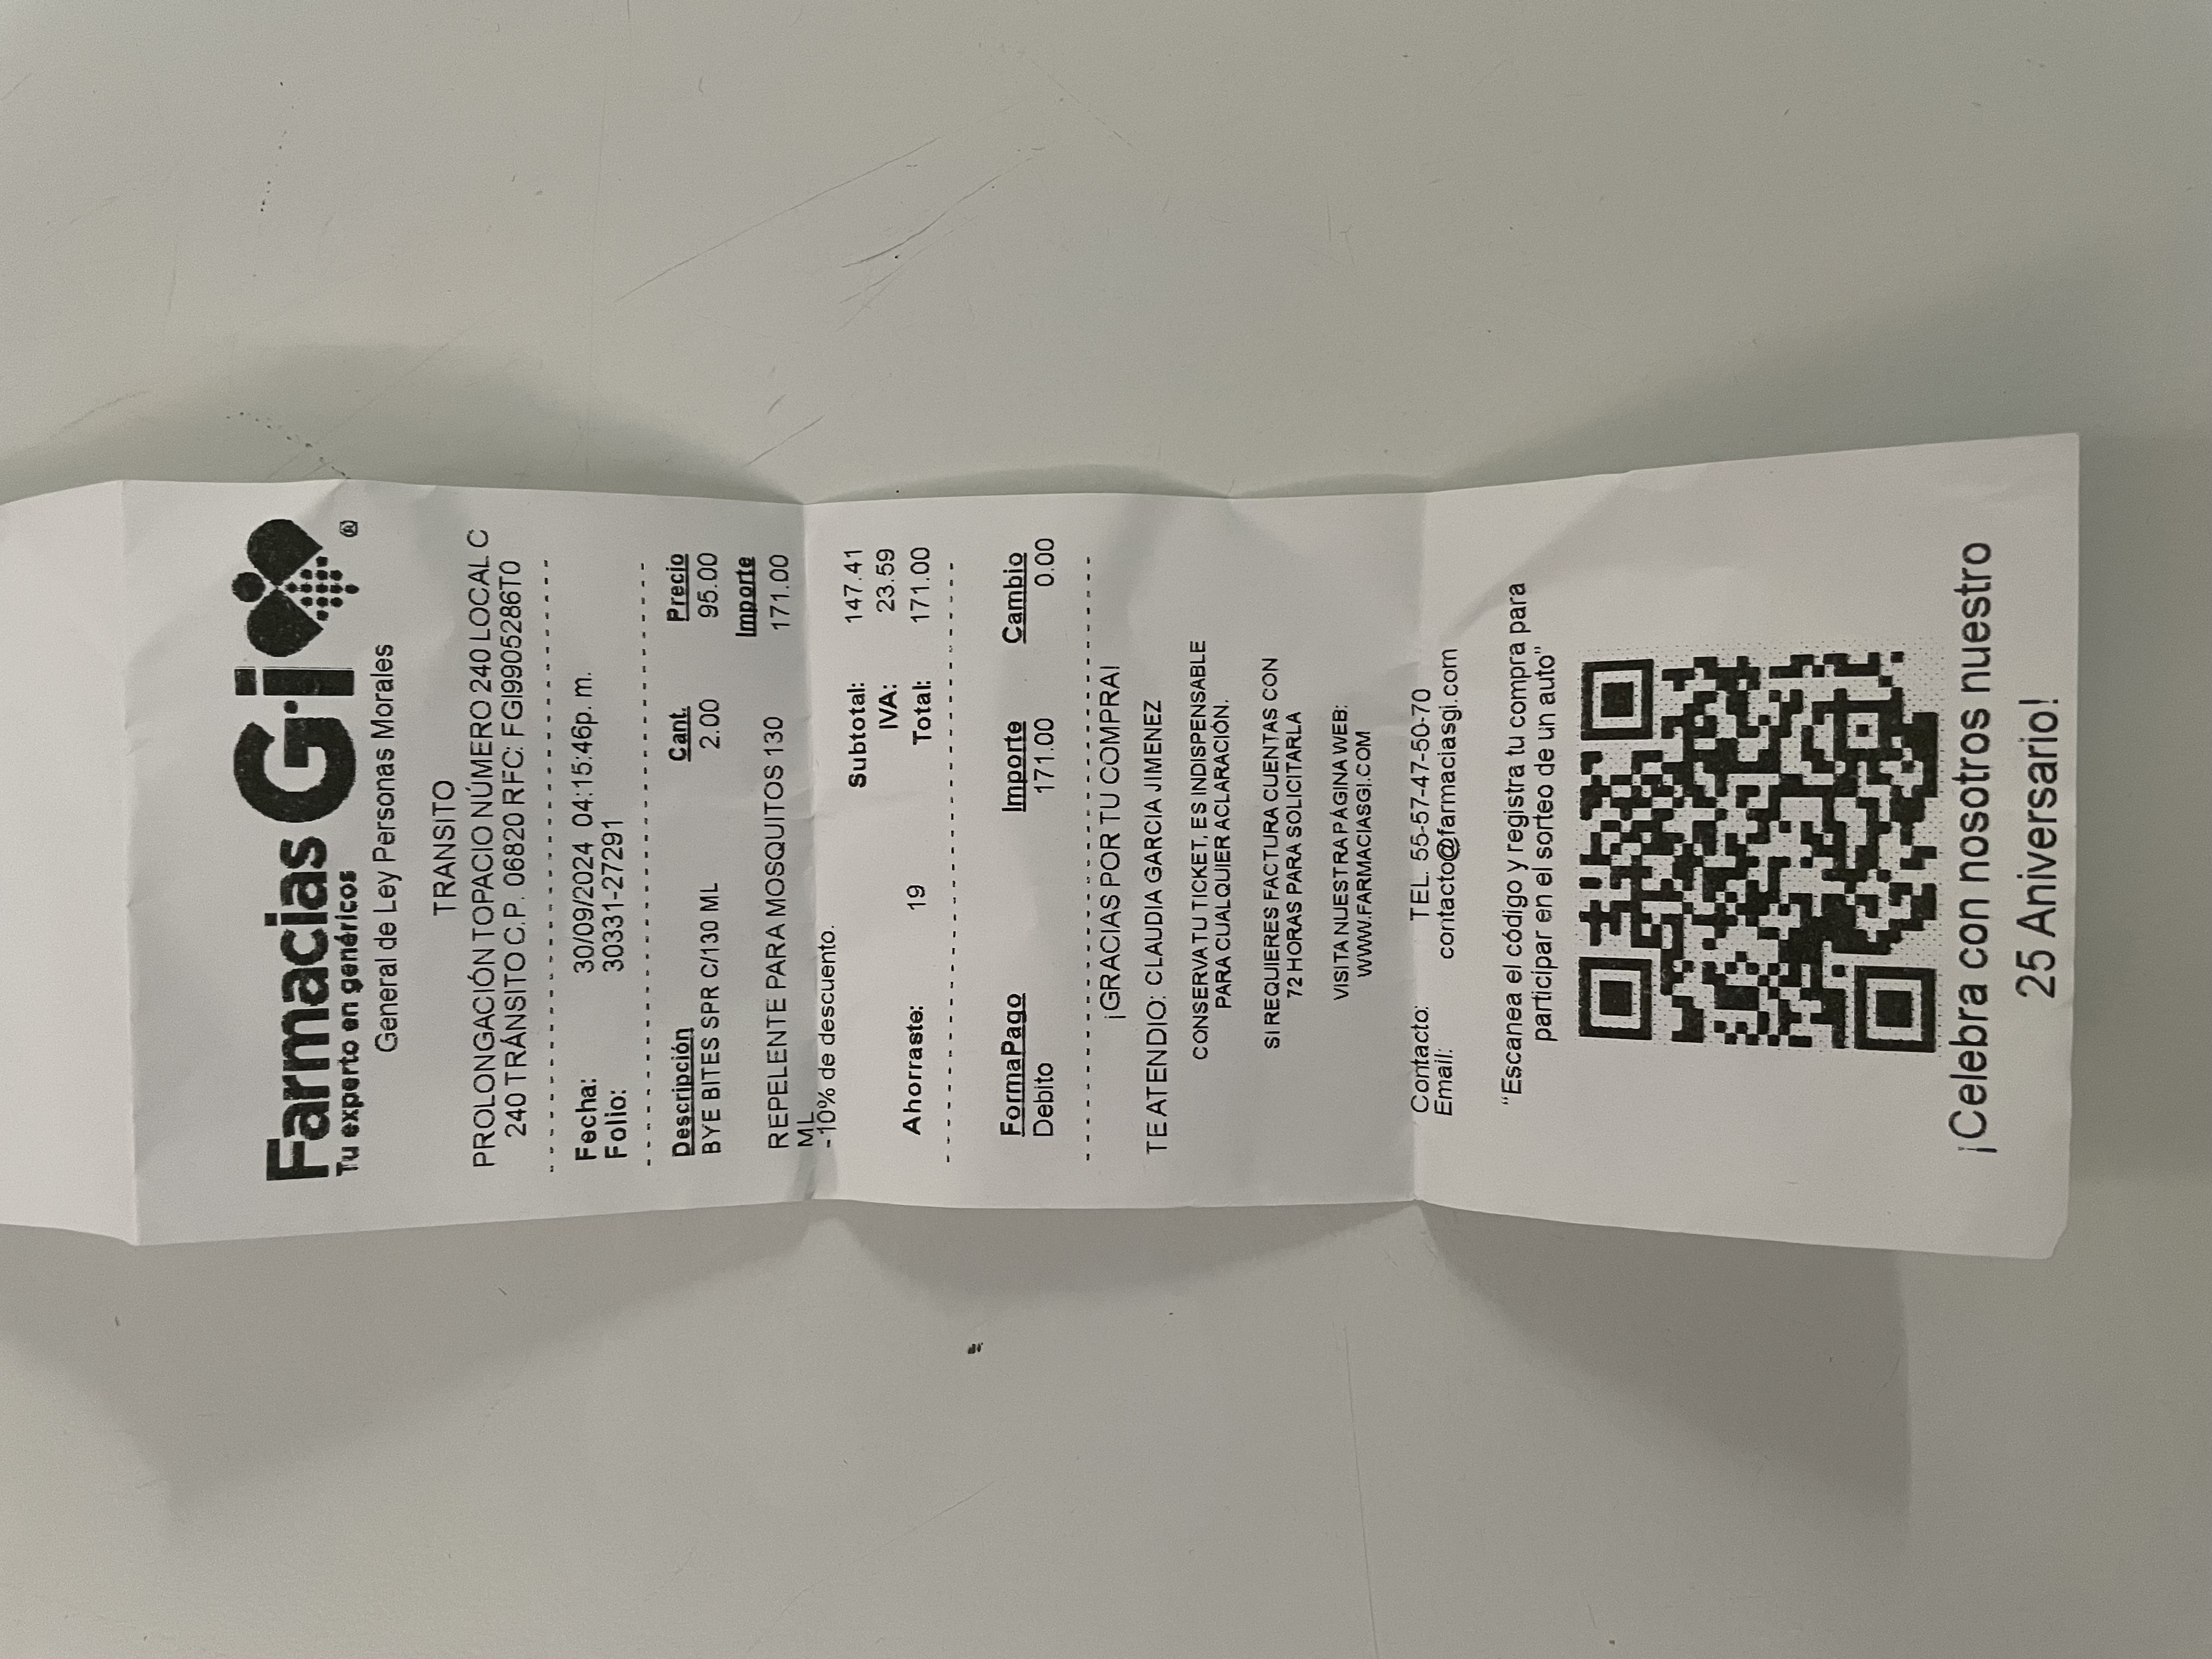 Farmacias Gi
®
Tu experto en genéricos
General de Ley Personas Morales
TRANSITO
PROLONGACIÓN TOPACIO NÚMERO 240 LOCAL C
240 TRÁNSITO C.P. 06820 RFC: FGI9905286T0
Fecha: 30/09/2024 04:15:46p. m.
Folio: 30331-27291
Descripción Cant. Precio
BYE BITES SPR C/130 ML 2.00 95.00
Importe
REPELENTE PARA MOSQUITOS 130 171.00
ML
-10% de descuento.
Subtotal: 147.41
IVA: 23.59
Ahorraste: 19 Total: 171.00
FormaPago Importe Cambio
Debito 171.00 0.00
¡GRACIAS POR TU COMPRA!
TE ATENDIO: CLAUDIA GARCIA JIMENEZ
CONSERVA TU TICKET, ES INDISPENSABLE
PARA CUALQUIER ACLARACIÓN.
SI REQUIERES FACTURA CUENTAS CON
72 HORAS PARA SOLICITARLA
VISITA NUESTRA PÁGINA WEB:
WWW.FARMACIASGI.COM
Contacto: TEL. 55-57-47-50-70
Email: contacto@farmaciasgi.com
"Escanea el código y registra tu compra para
participar en el sorteo de un auto"
¡Celebra con nosotros nuestro
25 Aniversario!